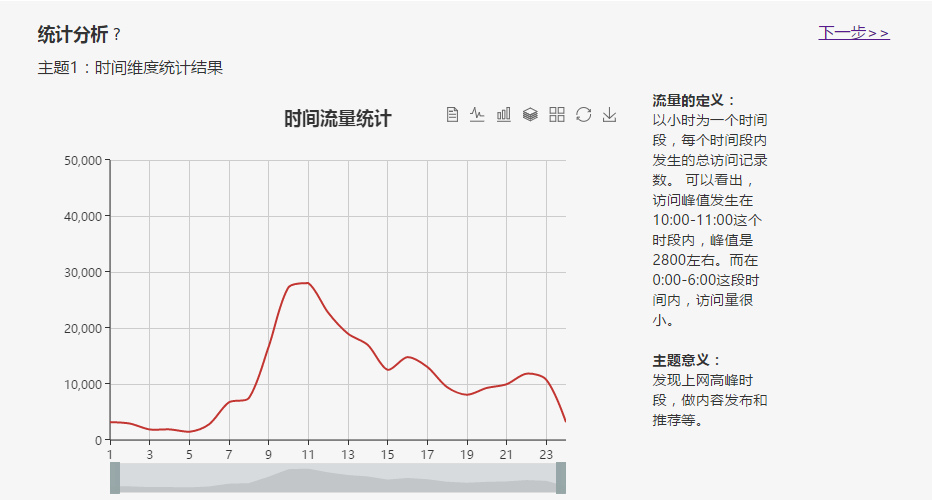 统计分析？
下一步>>
主题1：时间维度统计结果
时间流量统计
50,000
40,000
30,000
20,000
10,000
0
1 3 5 7 9 11 13 15 17 19 21 23
流量的定义：
以小时为一个时间
段，每个时间段内
发生的总访问记录
数。 可以看出，
访问峰值发生在
10:00-11:00这个
时段内，峰值是
2800左右。而在
0:00-6:00这段时
间内，访问量很
小。
主题意义：
发现上网高峰时
段，做内容发布和
推荐等。